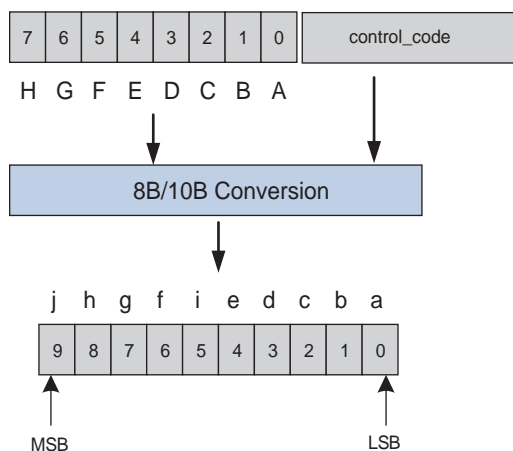 7 6 5 4 3 2 1 0 control_code
H G F E D C B A
8B/10B Conversion
j h g f i e d c b a
9 8 7 6 5 4 3 2 1 0
MSB LSB